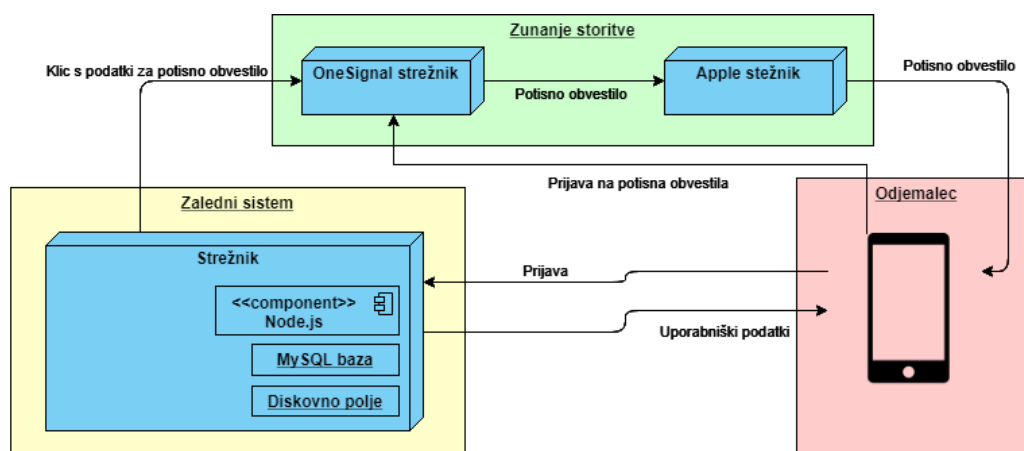 Zunanje storitve
Klic s podatki za potisno obvestilo
OneSignal strežnik
Potisno obvestilo
Apple stežnik
Potisno obvestilo
Prijava na potisna obvestila
Zaledni sistem
Strežnik
<<component>>
Node.js
MySQL baza
Diskovno polje
Prijava
Uporabniški podatki
Odjemalec